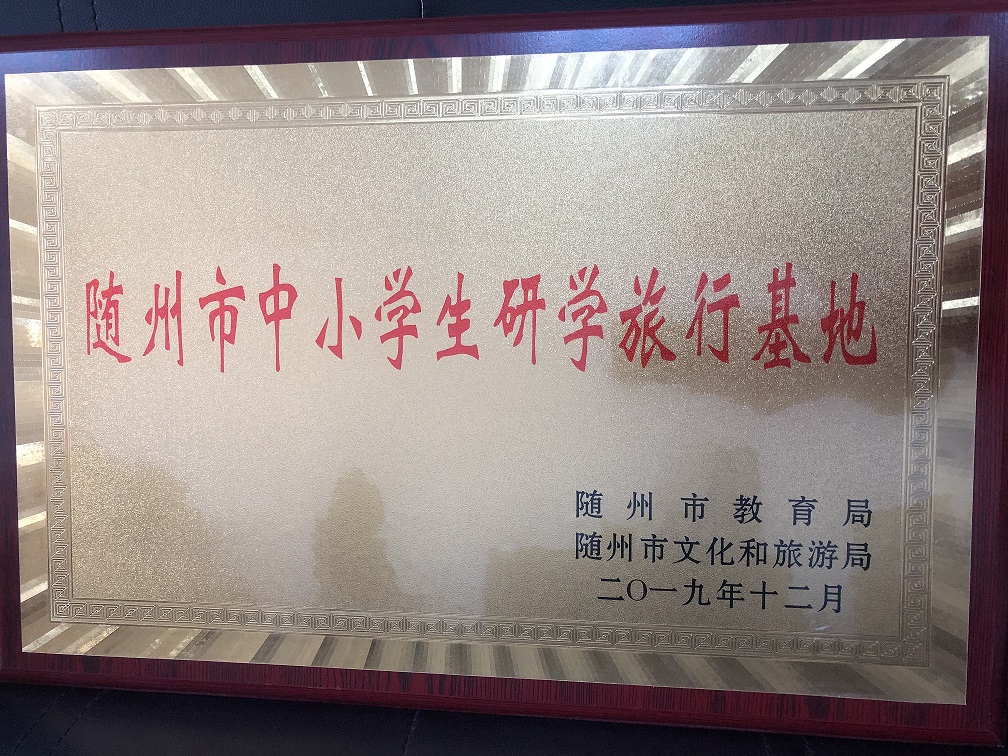 随州市中小学生研学旅行基地
随州市教育局
随州市文化和旅游局
二〇一九年十二月